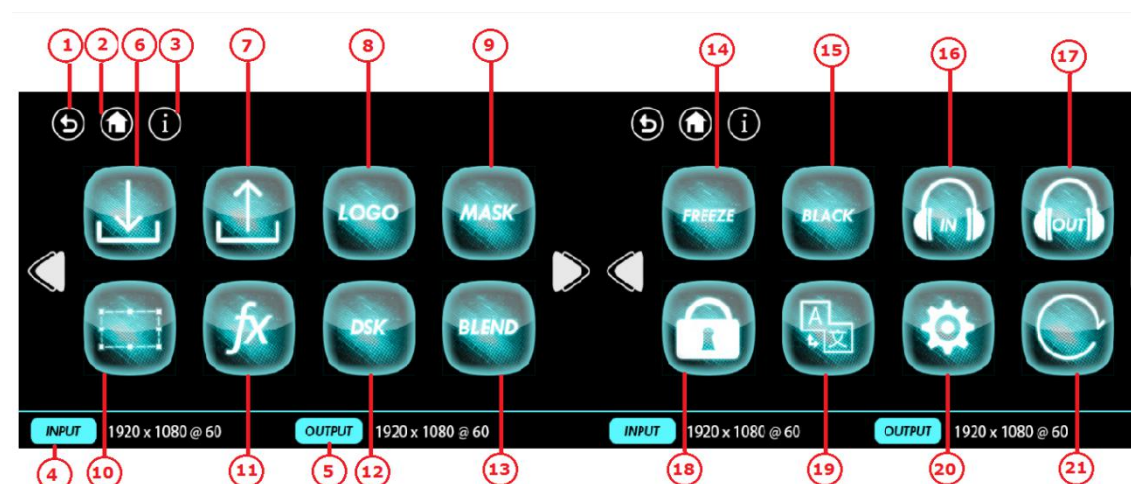 1 2 6 3 7 8 9 14 15 16 17
i i
LOGO MASK FREEZE BLACK IN OUT
fx DSK BLEND A 文
INPUT 1920 x 1080 @ 60 OUTPUT 1920 x 1080 @ 60 INPUT 1920 x 1080 @ 60 OUTPUT 1920 x 1080 @ 60
4 10 11 5 12 13 18 19 20 21